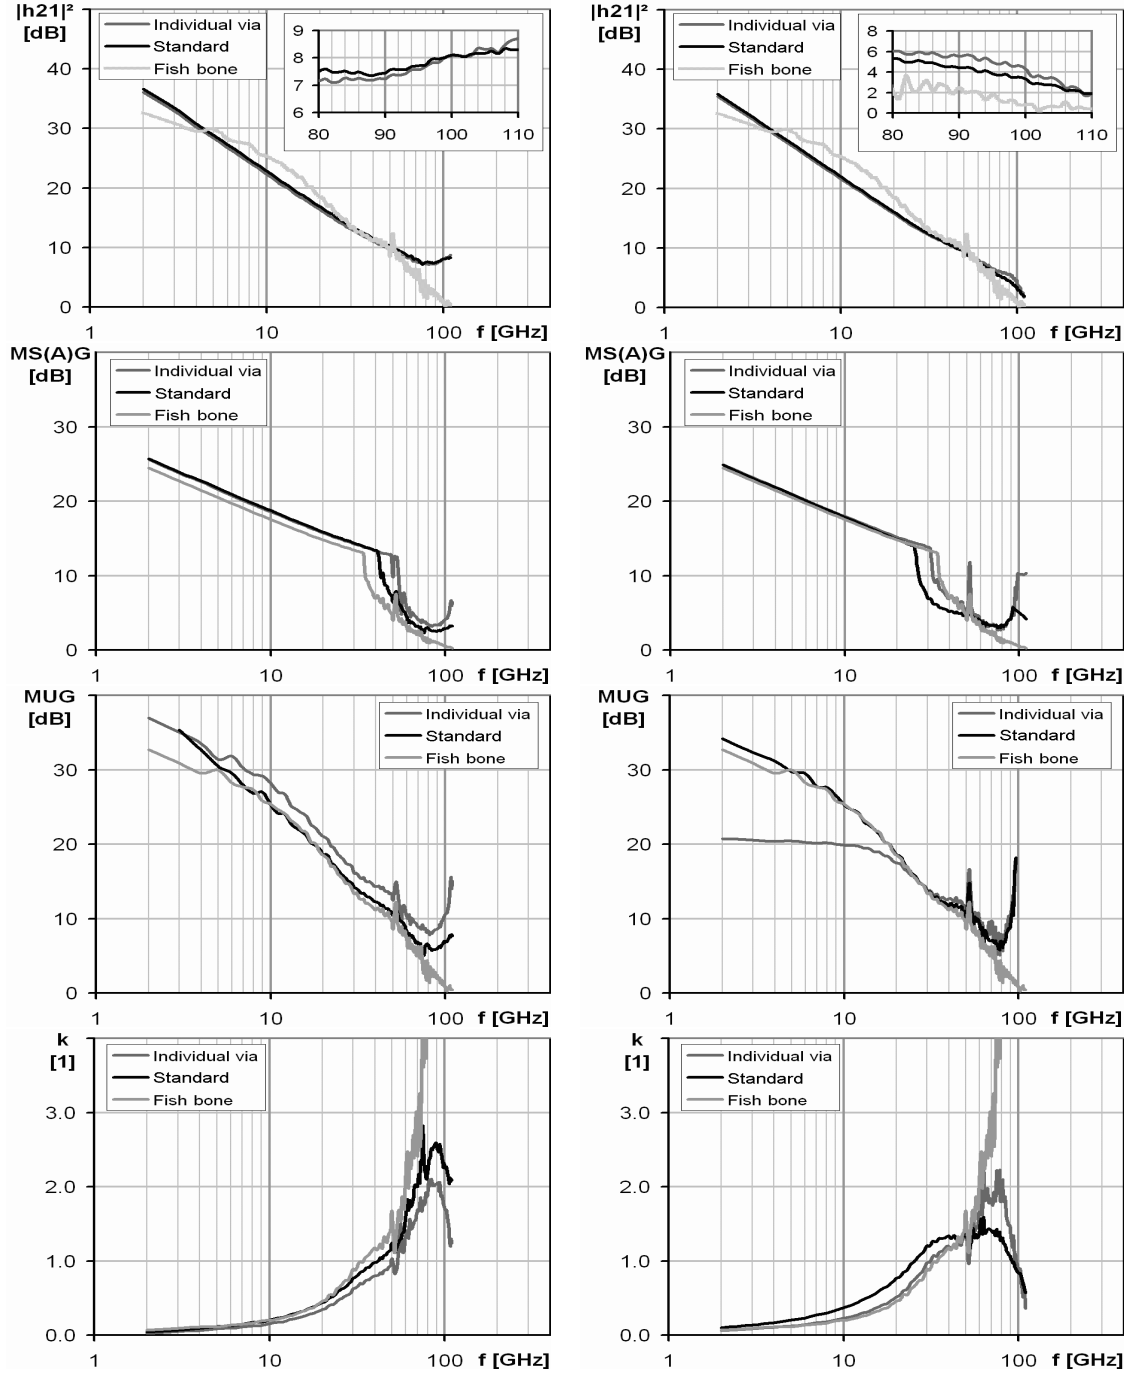 |h21|²
[dB]
Individual via
Standard
Fish bone
40
30
20
10
0
1
10
100
f [GHz]
9
8
7
6
80
90
100
110
|h21|²
[dB]
Individual via
Standard
Fish bone
40
30
20
10
0
1
10
100
f [GHz]
8
6
4
2
0
80
90
100
110
MS(A)G
[dB]
Individual via
Standard
Fish bone
30
20
10
0
1
10
100
f [GHz]
MS(A)G
[dB]
Individual via
Standard
Fish bone
30
20
10
0
1
10
100
f [GHz]
MUG
[dB]
Individual via
Standard
Fish bone
30
20
10
0
1
10
100
f [GHz]
MUG
[dB]
Individual via
Standard
Fish bone
30
20
10
0
1
10
100
f [GHz]
k
[1]
Individual via
Standard
Fish bone
3.0
2.0
1.0
0.0
1
10
100
f [GHz]
k
[1]
Individual via
Standard
Fish bone
3.0
2.0
1.0
0.0
1
10
100
f [GHz]